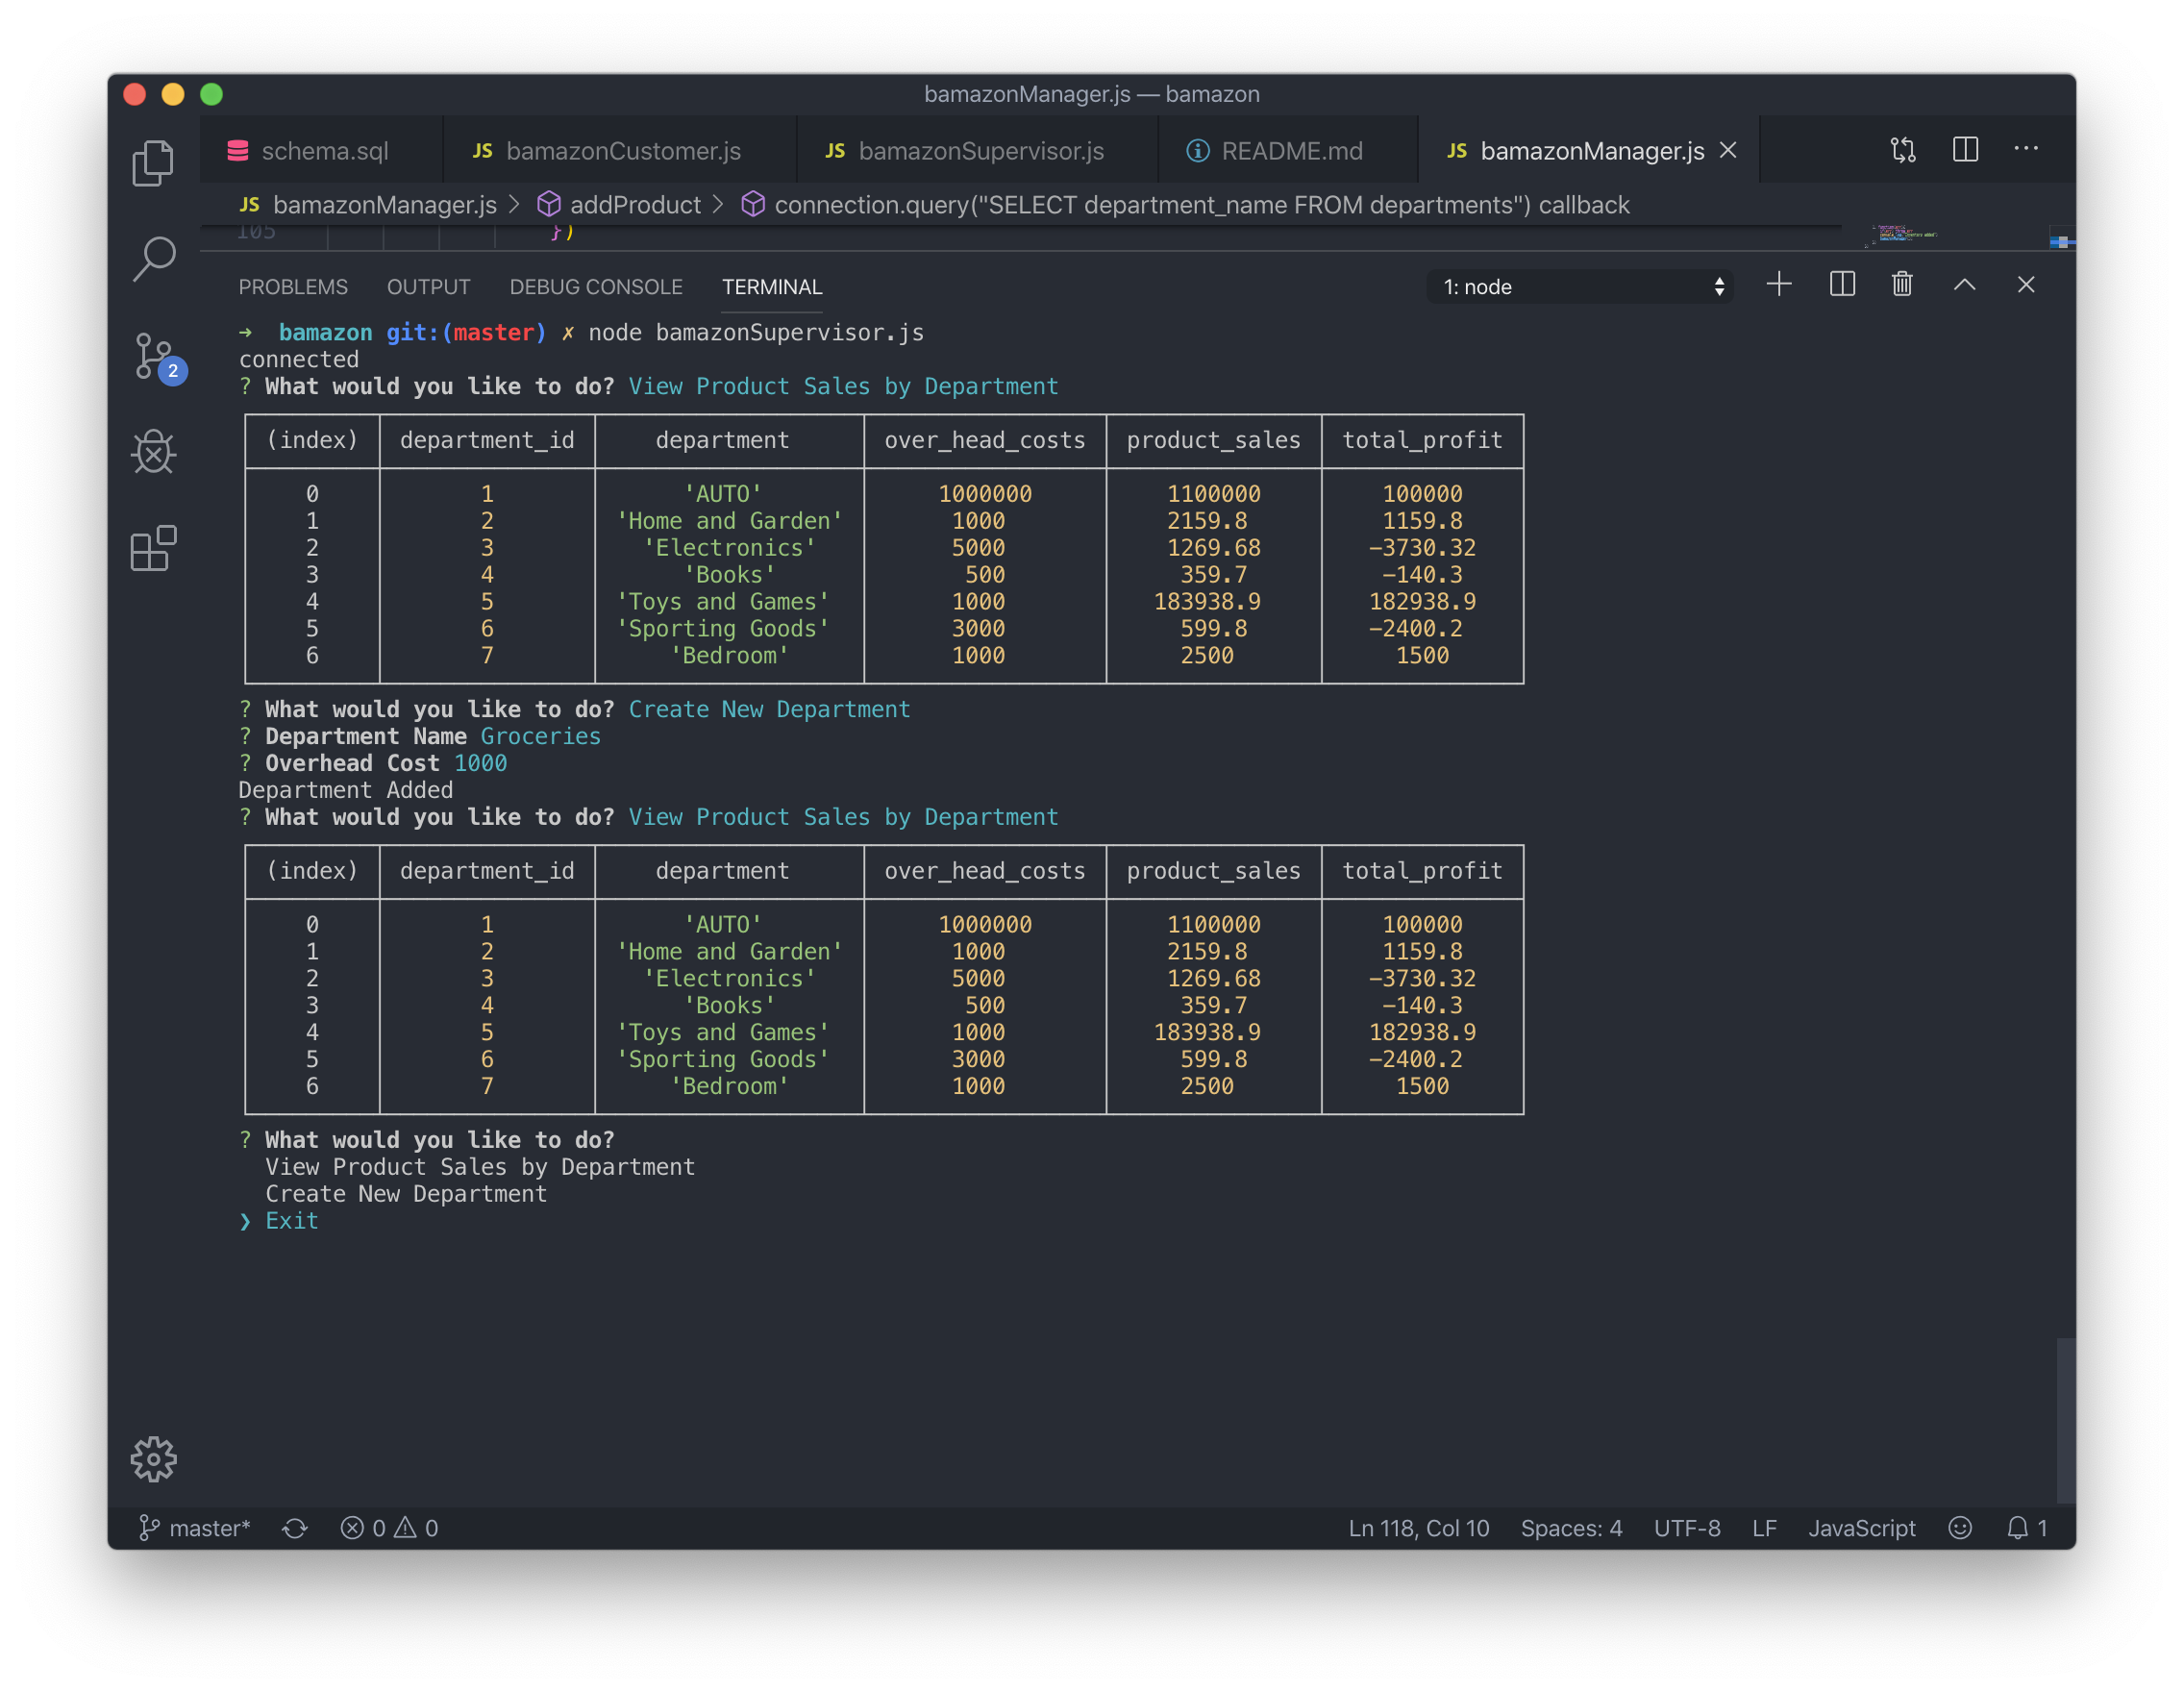 bamazonManager.js — bamazon
schema.sql JS bamazonCustomer.js JS bamazonSupervisor.js README.md JS bamazonManager.js
JS bamazonManager.js > addProduct > connection.query("SELECT department_name FROM departments") callback
105 })
PROBLEMS OUTPUT DEBUG CONSOLE TERMINAL 1: node
→ bamazon git:(master) ✗ node bamazonSupervisor.js
connected
? What would you like to do? View Product Sales by Department
(index) department_id department over_head_costs product_sales total_profit
0 1 'AUTO' 1000000 1100000 100000
1 2 'Home and Garden' 1000 2159.8 1159.8
2 3 'Electronics' 5000 1269.68 -3730.32
3 4 'Books' 500 359.7 -140.3
4 5 'Toys and Games' 1000 183938.9 182938.9
5 6 'Sporting Goods' 3000 599.8 -2400.2
6 7 'Bedroom' 1000 2500 1500
? What would you like to do? Create New Department
? Department Name Groceries
? Overhead Cost 1000
Department Added
? What would you like to do? View Product Sales by Department
(index) department_id department over_head_costs product_sales total_profit
0 1 'AUTO' 1000000 1100000 100000
1 2 'Home and Garden' 1000 2159.8 1159.8
2 3 'Electronics' 5000 1269.68 -3730.32
3 4 'Books' 500 359.7 -140.3
4 5 'Toys and Games' 1000 183938.9 182938.9
5 6 'Sporting Goods' 3000 599.8 -2400.2
6 7 'Bedroom' 1000 2500 1500
? What would you like to do?
View Product Sales by Department
Create New Department
❯ Exit
2
master* 0 0 Ln 118, Col 10 Spaces: 4 UTF-8 LF JavaScript 1